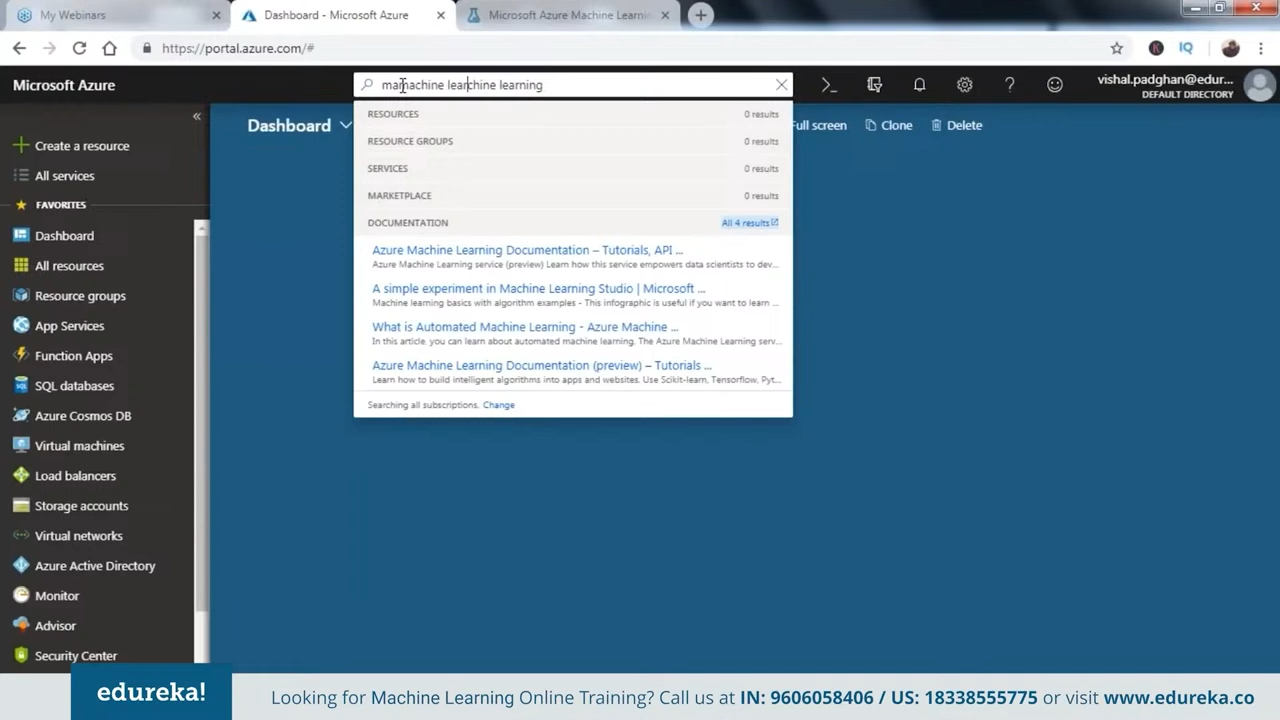 My Webinars
Dashboard - Microsoft Azure
Microsoft Azure Machine Learnin
https://portal.azure.com/#
Microsoft Azure
mamachine learchine learning
vishal.padghan@edur...
DEFAULT DIRECTORY
Dashboard
Full screen
Clone
Delete
Create a resource
All services
FAVORITES
Dashboard
All resources
Resource groups
App Services
Function Apps
SQL databases
Azure Cosmos DB
Virtual machines
Load balancers
Storage accounts
Virtual networks
Azure Active Directory
Monitor
Advisor
Security Center
RESOURCES 0 results
RESOURCE GROUPS 0 results
SERVICES 0 results
MARKETPLACE 0 results
DOCUMENTATION All 4 results
Azure Machine Learning Documentation – Tutorials, API ...
Azure Machine Learning service (preview) Learn how this service empowers data scientists to dev...
A simple experiment in Machine Learning Studio | Microsoft ...
Machine learning basics with algorithm examples - This infographic is useful if you want to learn ...
What is Automated Machine Learning - Azure Machine ...
In this article, you can learn about automated machine learning. The Azure Machine Learning serv...
Azure Machine Learning Documentation (preview) – Tutorials ...
Learn how to build intelligent algorithms into apps and websites. Use Scikit-learn, Tensorflow, Pyt...
Searching all subscriptions. Change
edureka!
Looking for Machine Learning Online Training? Call us at IN: 9606058406 / US: 18338555775 or visit www.edureka.co